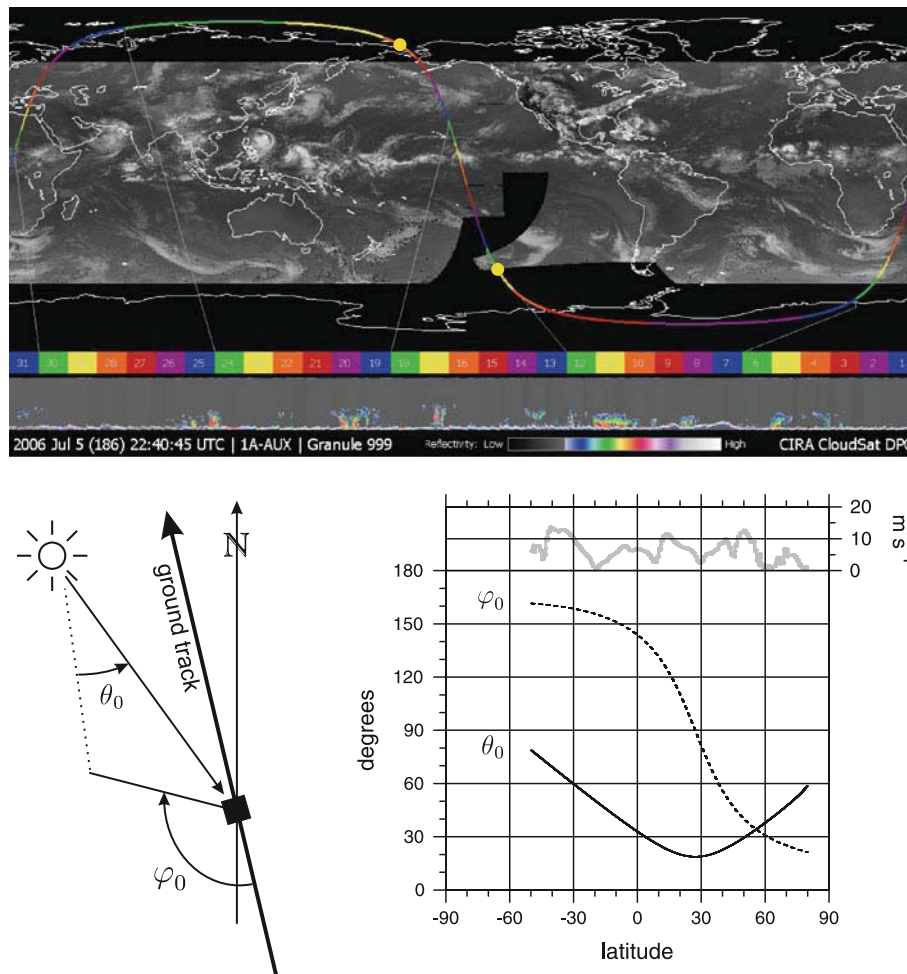 31 30 28 27 26 25 24 22 21 20 19 18 16 15 14 13 12 10 9 8 7 6 4 3 2 1
2006 Jul 5 (186) 22:40:45 UTC | 1A-AUX | Granule 999 Reflectivity: Low High CIRA CloudSat DPC
N
ground track
θ₀
φ₀
20
10
0
m s⁻
180
150
120
90
60
30
0
degrees
φ₀
θ₀
-90 -60 -30 0 30 60 90
latitude